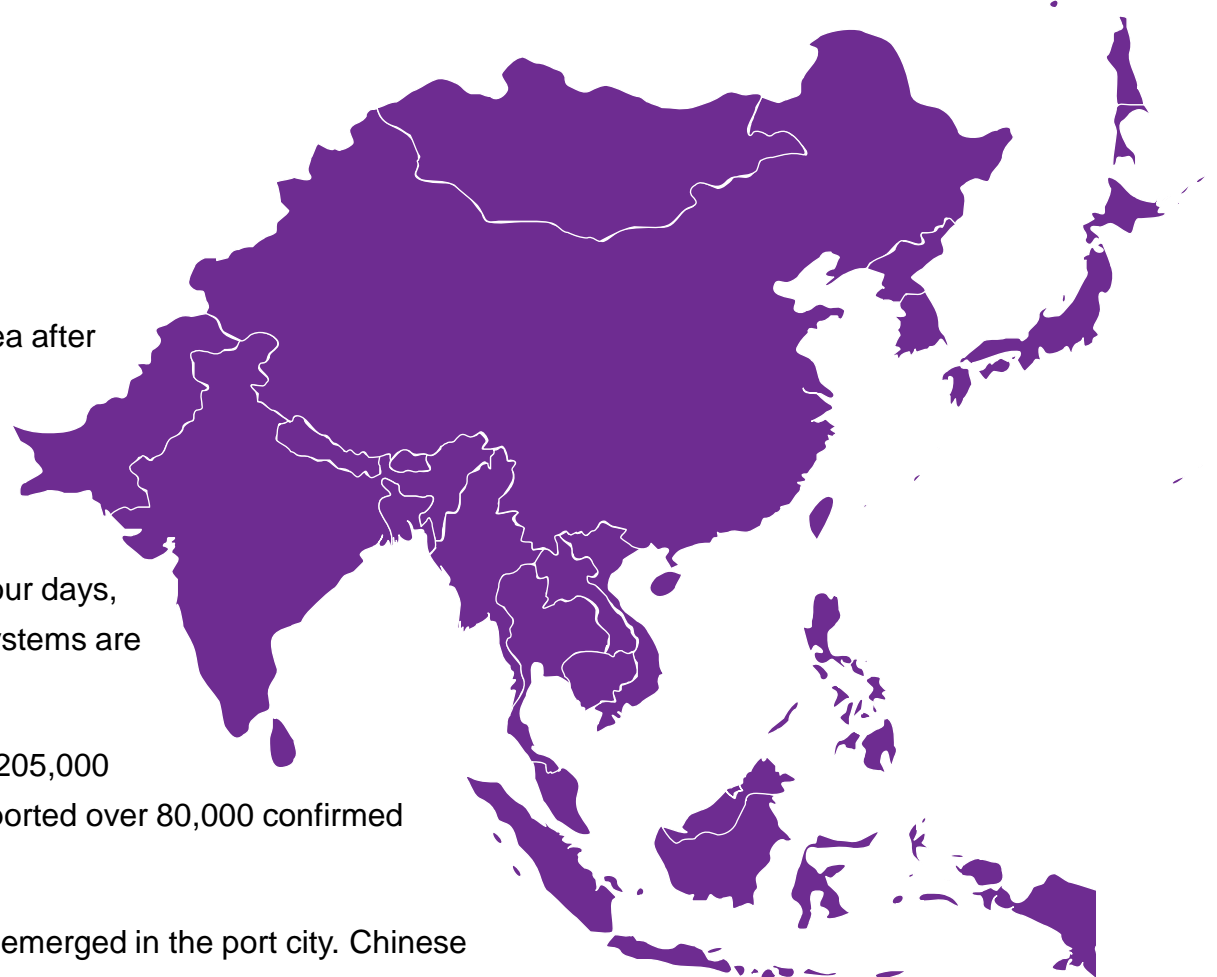 ea after
our days,
ystems are
205,000
ported over 80,000 confirmed
emerged in the port city. Chinese